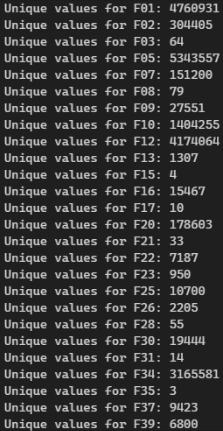 Unique values for F01: 4760931
Unique values for F02: 304405
Unique values for F03: 64
Unique values for F05: 5343557
Unique values for F07: 151200
Unique values for F08: 79
Unique values for F09: 27551
Unique values for F10: 1404255
Unique values for F12: 4174064
Unique values for F13: 1307
Unique values for F15: 4
Unique values for F16: 15467
Unique values for F17: 10
Unique values for F20: 178603
Unique values for F21: 33
Unique values for F22: 7187
Unique values for F23: 950
Unique values for F25: 10700
Unique values for F26: 2205
Unique values for F28: 55
Unique values for F30: 19444
Unique values for F31: 14
Unique values for F34: 3165581
Unique values for F35: 3
Unique values for F37: 9423
Unique values for F39: 6800